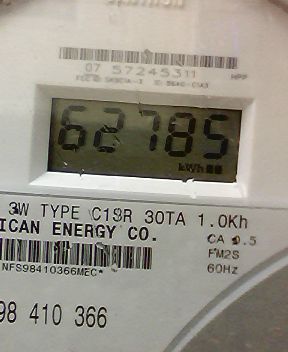 07 57245311 HPP
62785
kWh
3W TYPE C1SR 30TA 1.0Kh
ICAN ENERGY CO.
CA 0.5
FM2S
NFS98410366MEC*
60Hz
98 410 366